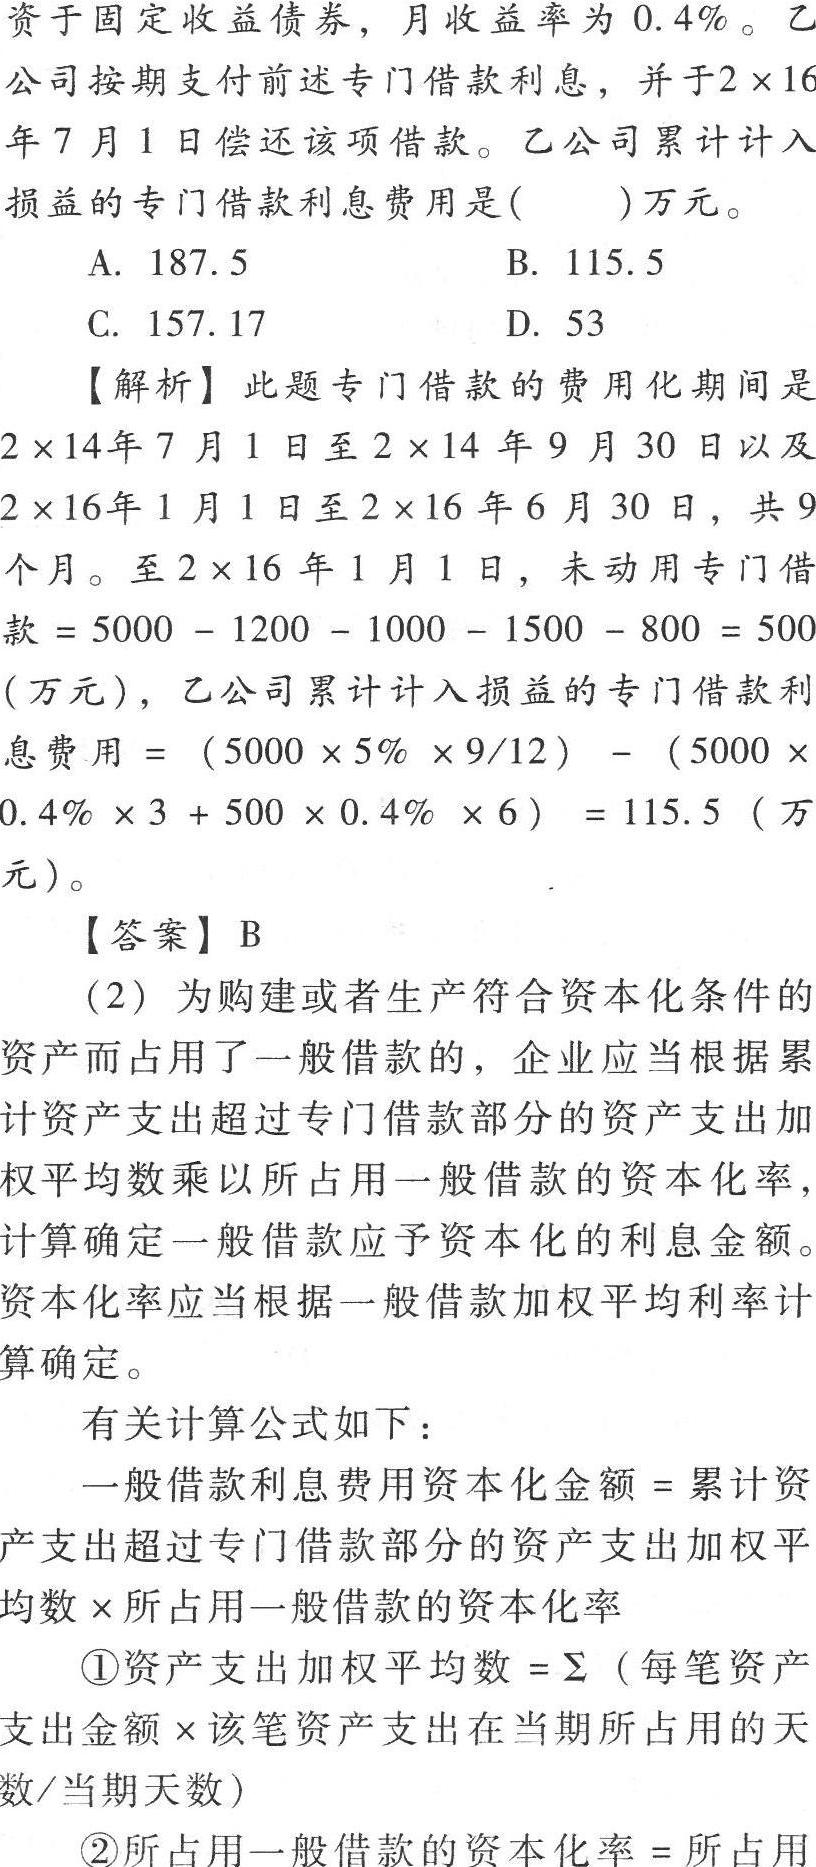 资于固定收益债券，月收益率为 0.4%。乙
公司按期支付前述专门借款利息，并于2×16
年 7 月 1 日偿还该项借款。乙公司累计计入
损益的专门借款利息费用是(　　)万元。
A. 187.5　　B. 115.5
C. 157.17　　D. 53
【解析】此题专门借款的费用化期间是
2×14年 7 月 1 日至 2×14 年 9 月 30 日以及
2×16年 1 月 1 日至 2×16 年 6 月 30 日，共 9
个月。至 2×16 年 1 月 1 日，未动用专门借
款 = 5000 - 1200 - 1000 - 1500 - 800 = 500
(万元)，乙公司累计计入损益的专门借款利
息费用 = (5000×5% ×9/12) - (5000×
0.4% ×3 + 500×0.4% ×6) = 115.5 (万
元)。
【答案】B
(2) 为购建或者生产符合资本化条件的
资产而占用了一般借款的，企业应当根据累
计资产支出超过专门借款部分的资产支出加
权平均数乘以所占用一般借款的资本化率，
计算确定一般借款应予资本化的利息金额。
资本化率应当根据一般借款加权平均利率计
算确定。
有关计算公式如下：
一般借款利息费用资本化金额 = 累计资
产支出超过专门借款部分的资产支出加权平
均数×所占用一般借款的资本化率
①资产支出加权平均数 = Σ (每笔资产
支出金额×该笔资产支出在当期所占用的天
数/当期天数)
②所占用一般借款的资本化率 = 所占用